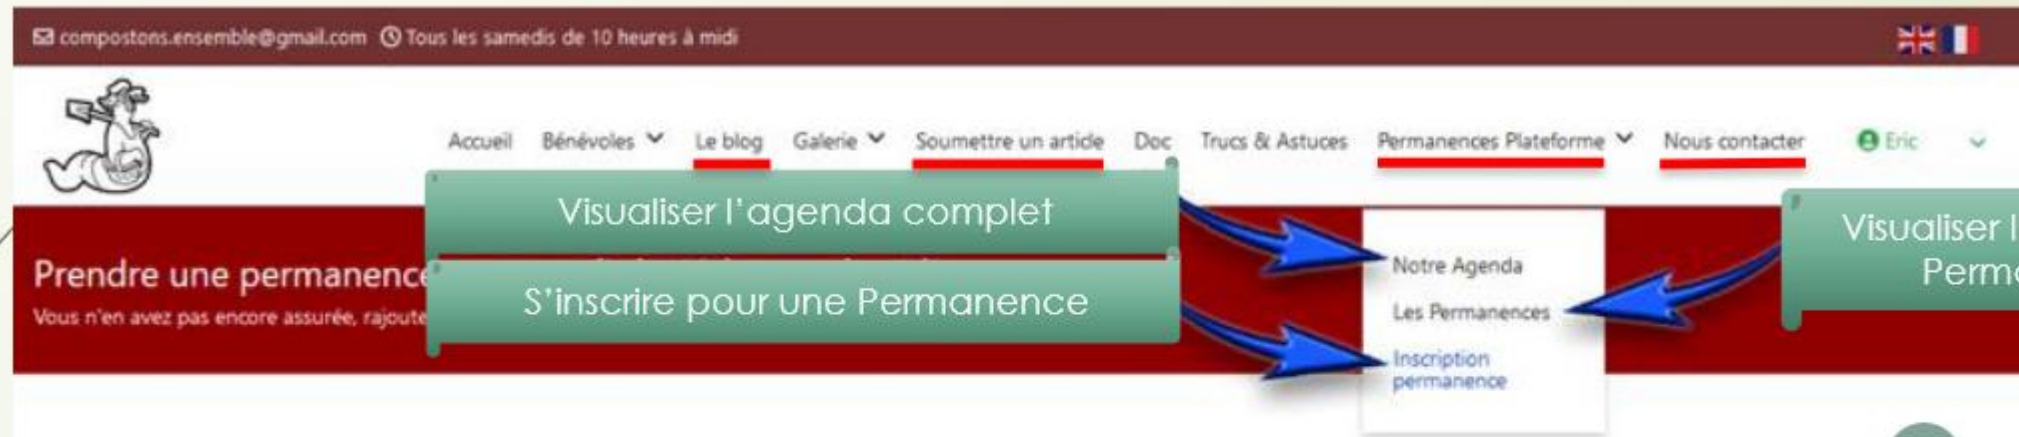 compostons.ensemble@gmail.com Tous les samedis de 10 heures à midi
Accueil Bénévoles Le blog Galerie Soumettre un article Doc Trucs & Astuces Permanences Plateforme Nous contacter Eric
Visualiser l'agenda complet
Visualiser
Prendre une permanence
Notre Agenda
S'inscrire pour une Permanence
Vous n'en avez pas encore assurée,
Les Permanences
Inscription
permanence